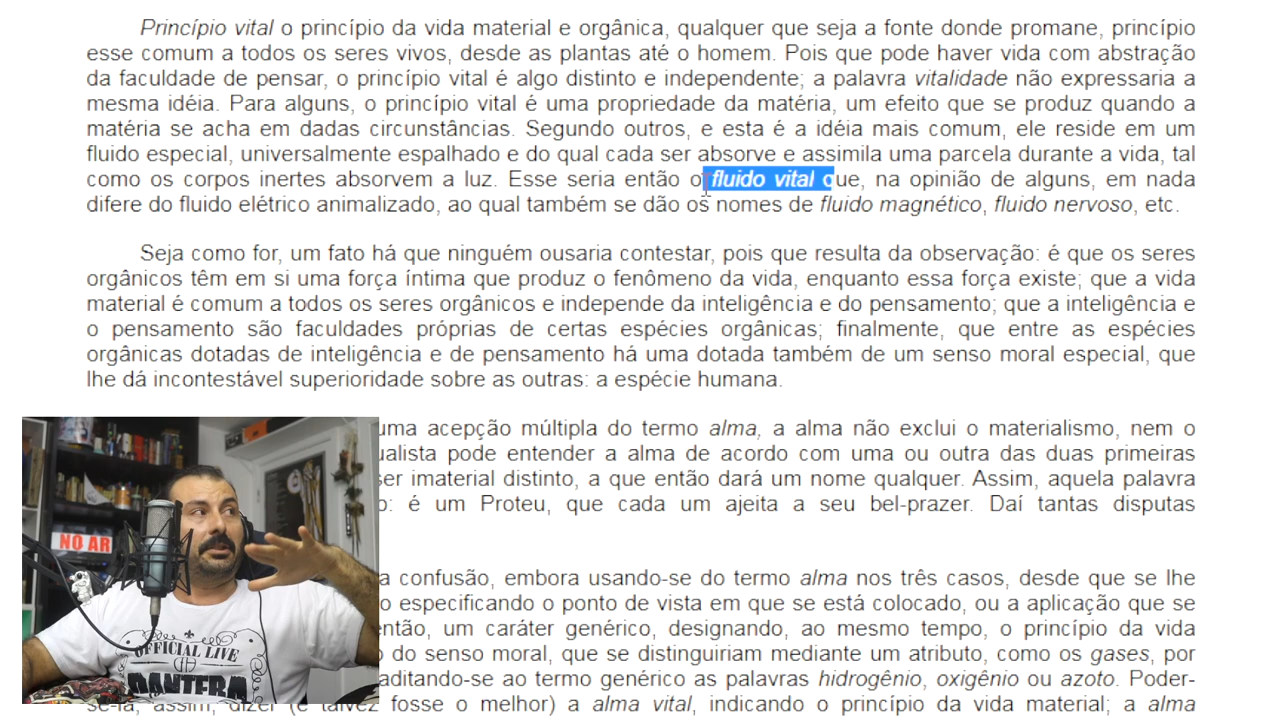 Princípio vital o princípio da vida material e orgânica, qualquer que seja a fonte donde promane, princípio
esse comum a todos os seres vivos, desde as plantas até o homem. Pois que pode haver vida com abstração
da faculdade de pensar, o princípio vital é algo distinto e independente; a palavra vitalidade não expressaria a
mesma idéia. Para alguns, o princípio vital é uma propriedade da matéria, um efeito que se produz quando a
matéria se acha em dadas circunstâncias. Segundo outros, e esta é a idéia mais comum, ele reside em um
fluido especial, universalmente espalhado e do qual cada ser absorve e assimila uma parcela durante a vida, tal
como os corpos inertes absorvem a luz. Esse seria então o fluido vital que, na opinião de alguns, em nada
difere do fluido elétrico animalizado, ao qual também se dão os nomes de fluido magnético, fluido nervoso, etc.
Seja como for, um fato há que ninguém ousaria contestar, pois que resulta da observação: é que os seres
orgânicos têm em si uma força íntima que produz o fenômeno da vida, enquanto essa força existe; que a vida
material é comum a todos os seres orgânicos e independe da inteligência e do pensamento; que a inteligência e
o pensamento são faculdades próprias de certas espécies orgânicas; finalmente, que entre as espécies
orgânicas dotadas de inteligência e de pensamento há uma dotada também de um senso moral especial, que
lhe dá incontestável superioridade sobre as outras: a espécie humana.
uma acepção múltipla do termo alma, a alma não exclui o materialismo, nem o
ualista pode entender a alma de acordo com uma ou outra das duas primeiras
ser imaterial distinto, a que então dará um nome qualquer. Assim, aquela palavra
: é um Proteu, que cada um ajeita a seu bel-prazer. Daí tantas disputas
a confusão, embora usando-se do termo alma nos três casos, desde que se lhe
o especificando o ponto de vista em que se está colocado, ou a aplicação que se
então, um caráter genérico, designando, ao mesmo tempo, o princípio da vida
do senso moral, que se distinguiriam mediante um atributo, como os gases, por
aditando-se ao termo genérico as palavras hidrogênio, oxigênio ou azoto. Poder-
se-ia, assim, dizer (e talvez fosse o melhor) a alma vital, indicando o princípio da vida material; a alma
NO AR
OFFICIAL LIVE
PANTERA